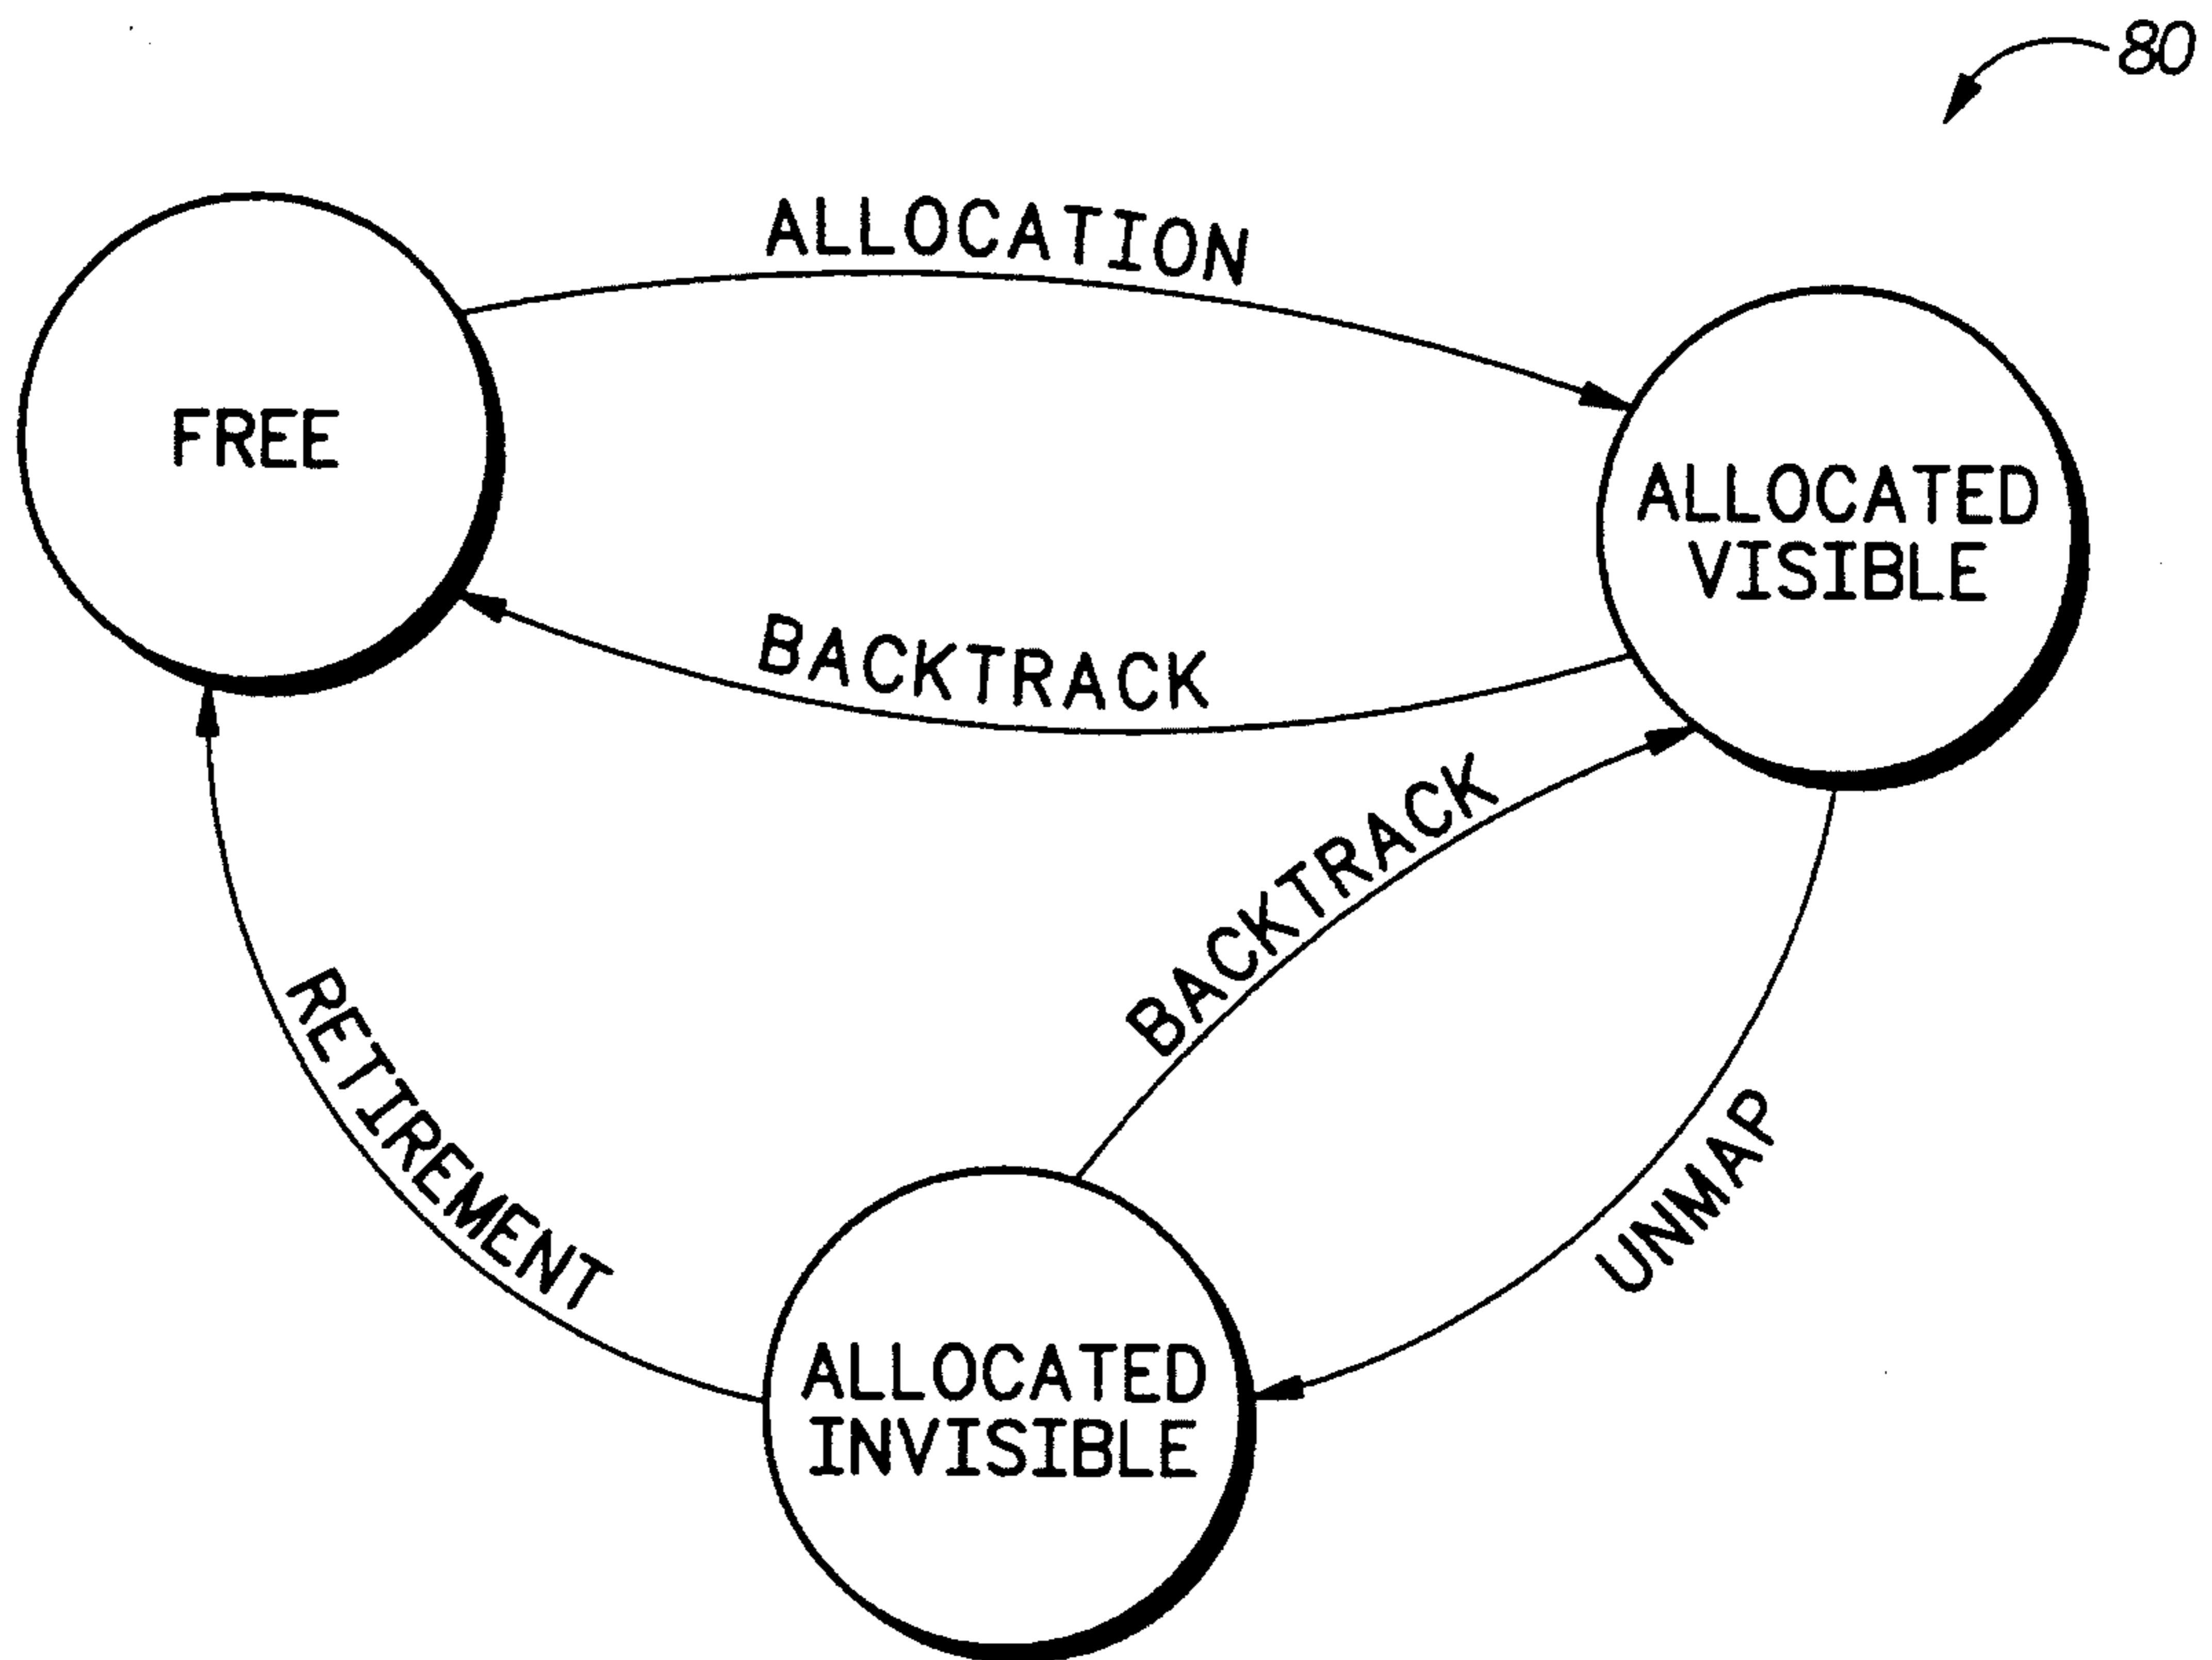 80
ALLOCATION
FREE
ALLOCATED
VISIBLE
BACKTRACK
BACKTRACK
RETIREMENT
UNMAP
ALLOCATED
INVISIBLE